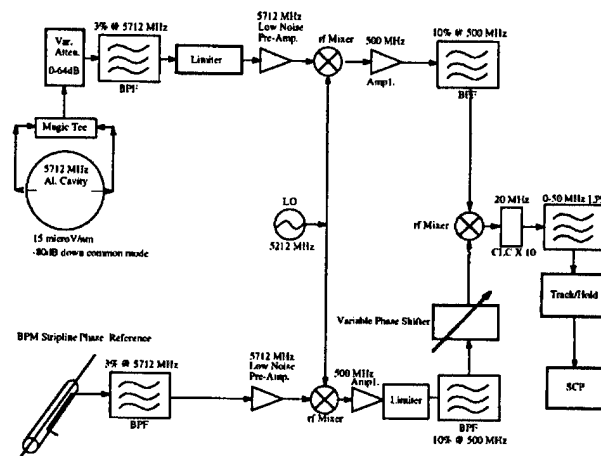 Var.
Atten.
0-64dB
3% @ 5712 MHz
BPF
Limiter
5712 MHz
Low Noise
Pre-Amp.
rf Mixer
500 MHz
Ampl.
10% @ 500 MHz
BPF
Magic Tee
5712 MHz
Al. Cavity
15 microV/nm
-80dB down common mode
LO
5212 MHz
rf Mixer
20 MHz
CLC X 10
0-50 MHz LPF
Track/Hold
SCP
Variable Phase Shifter
BPM Stripline Phase Reference
3% @ 5712 MHz
BPF
5712 MHz
Low Noise
Pre-Amp.
rf Mixer
500 MHz
Ampl.
Limiter
BPF
10% @ 500 MHz